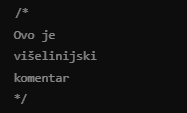 /*
Ovo je
višelinijski
komentar
*/